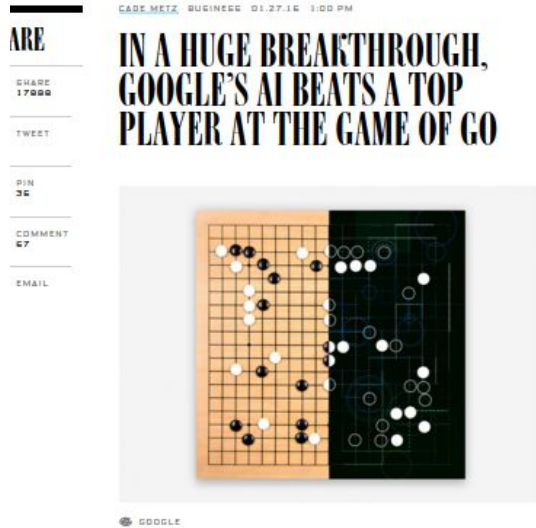 CADE METZ BUSINESS 01.27.16 1:00 PM
ARE
IN A HUGE BREAKTHROUGH,
GOOGLE'S AI BEATS A TOP
PLAYER AT THE GAME OF GO
SHARE
TWEET
PIN
36
COMMENT
67
EMAIL
GOOGLE